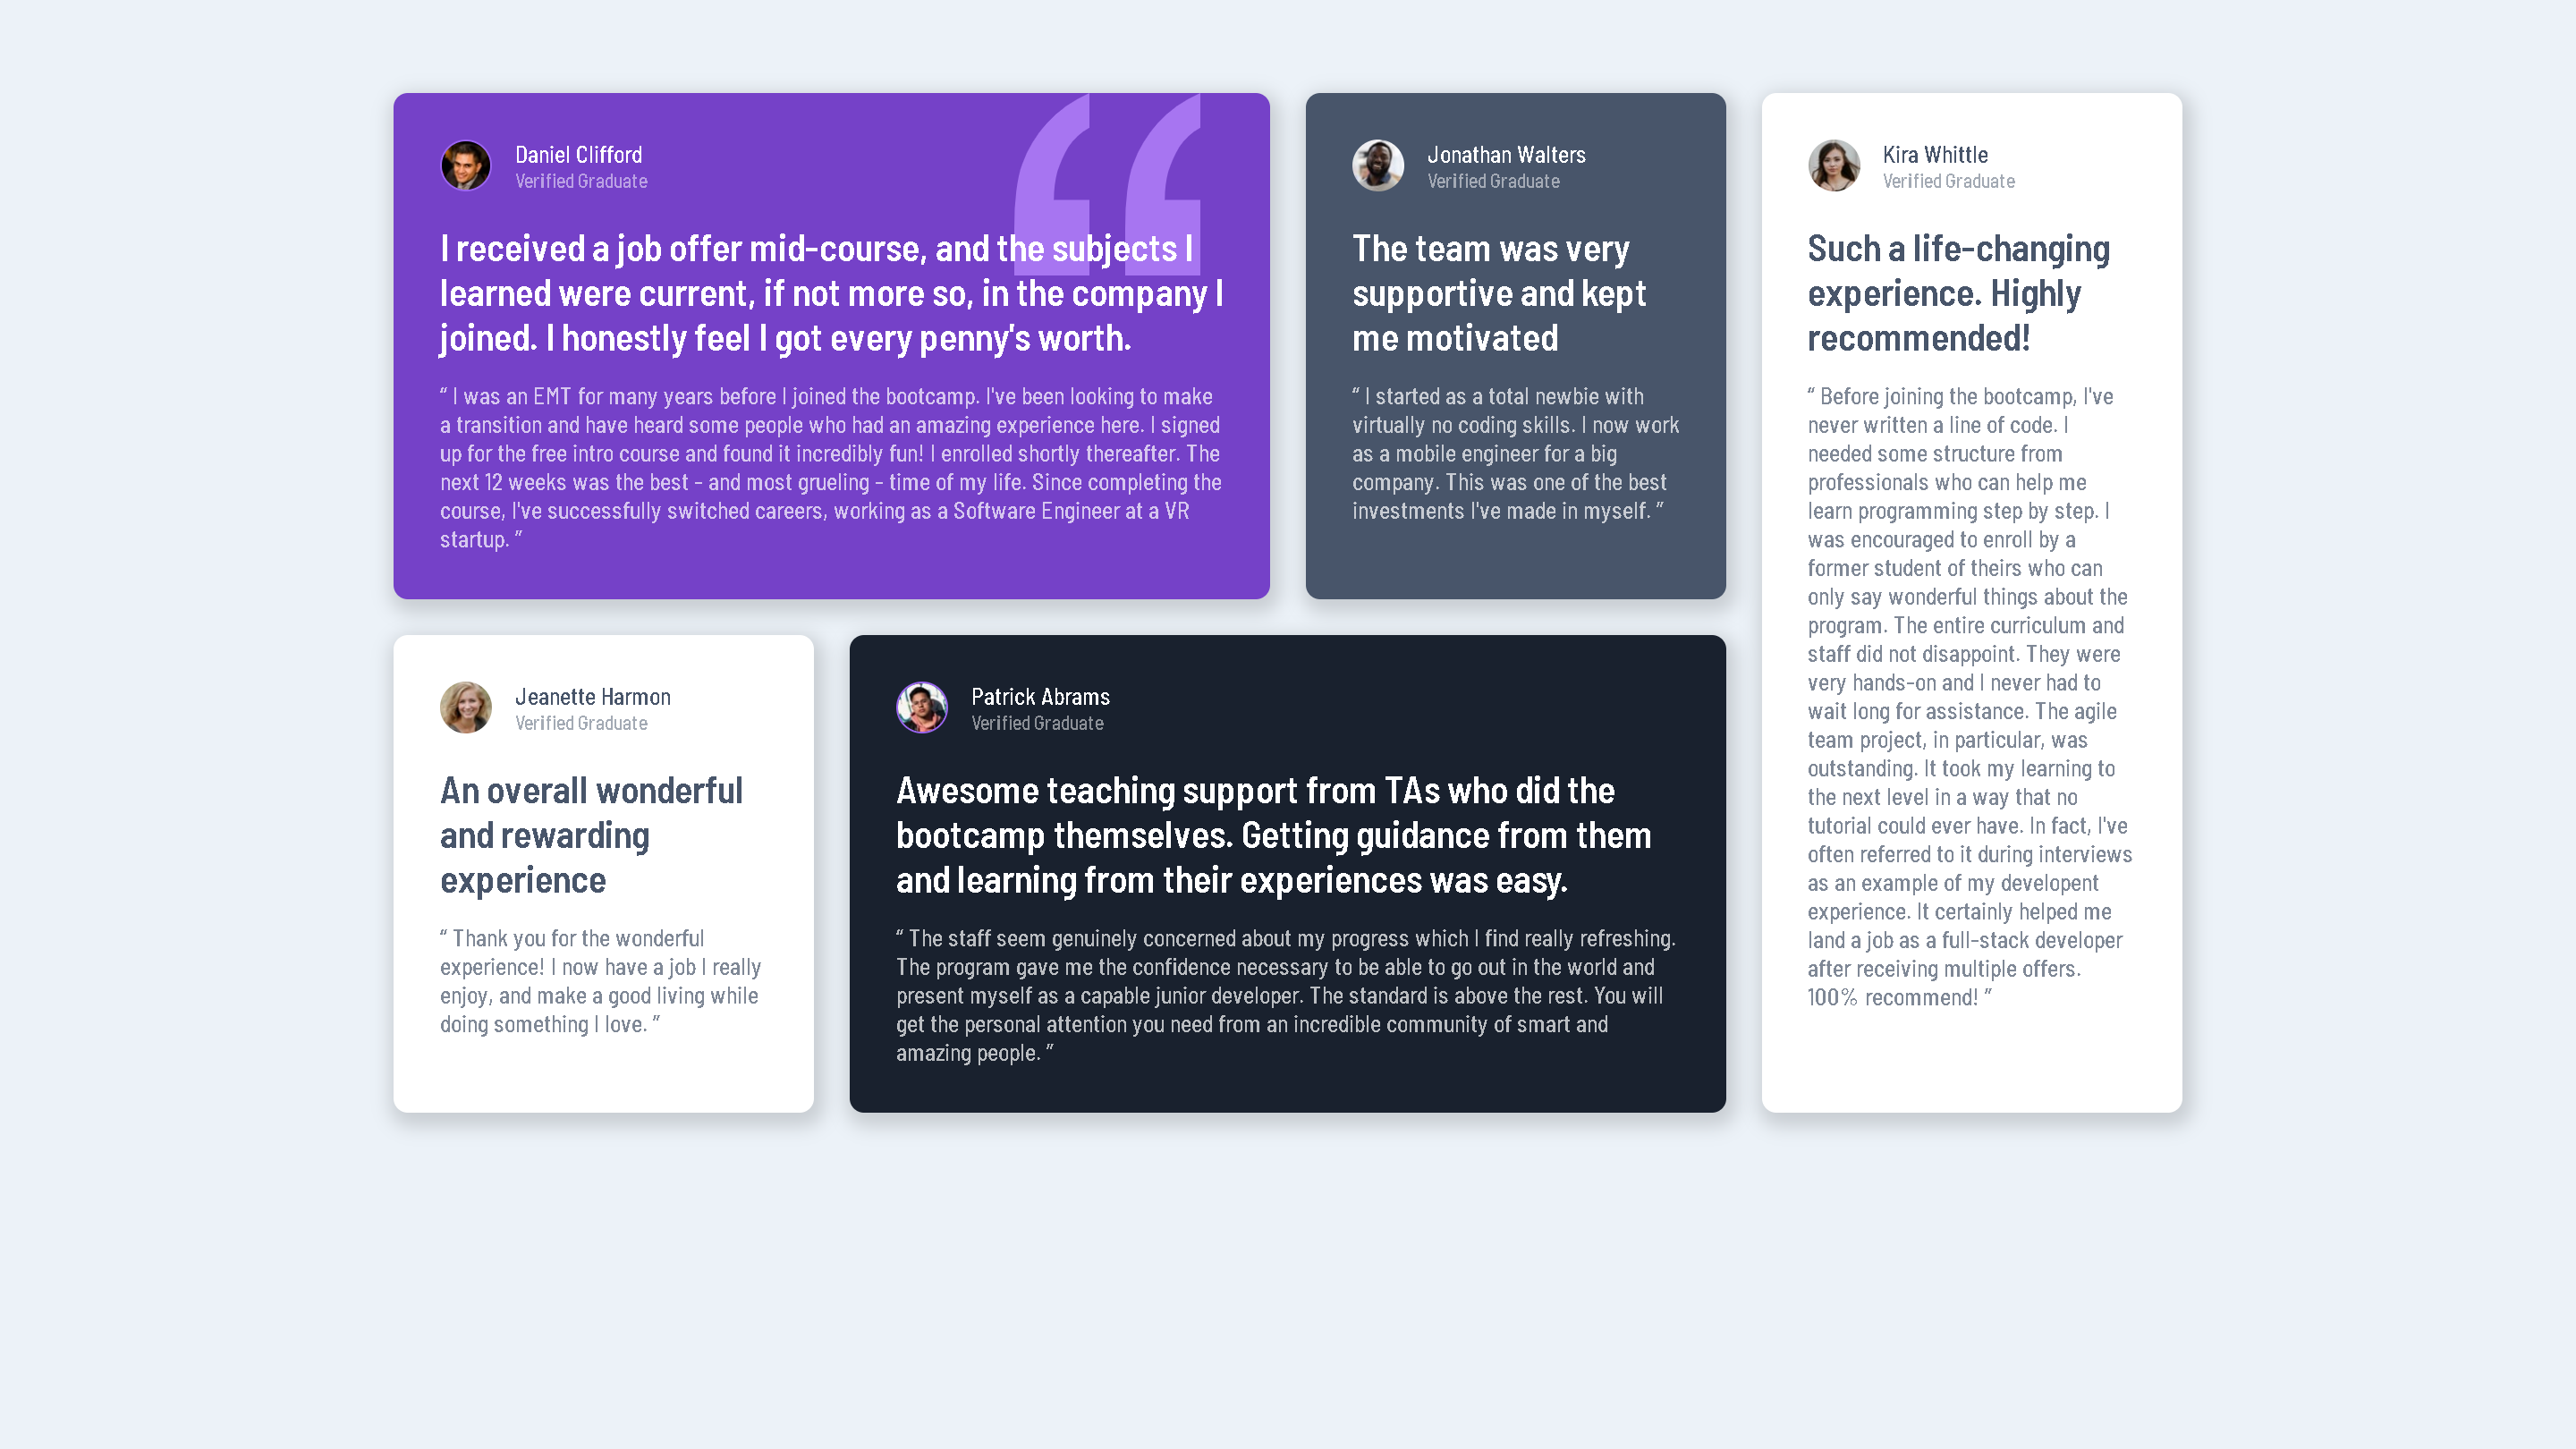 Daniel Clifford
Verified Graduate
I received a job offer mid-course, and the subjects I
learned were current, if not more so, in the company I
joined. I honestly feel I got every penny's worth.
“ I was an EMT for many years before I joined the bootcamp. I've been looking to make
a transition and have heard some people who had an amazing experience here. I signed
up for the free intro course and found it incredibly fun! I enrolled shortly thereafter. The
next 12 weeks was the best - and most grueling - time of my life. Since completing the
course, I've successfully switched careers, working as a Software Engineer at a VR
startup. ”
Jonathan Walters
Verified Graduate
The team was very
supportive and kept
me motivated
“ I started as a total newbie with
virtually no coding skills. I now work
as a mobile engineer for a big
company. This was one of the best
investments I've made in myself. ”
Kira Whittle
Verified Graduate
Such a life-changing
experience. Highly
recommended!
“ Before joining the bootcamp, I've
never written a line of code. I
needed some structure from
professionals who can help me
learn programming step by step. I
was encouraged to enroll by a
former student of theirs who can
only say wonderful things about the
program. The entire curriculum and
staff did not disappoint. They were
very hands-on and I never had to
wait long for assistance. The agile
team project, in particular, was
outstanding. It took my learning to
the next level in a way that no
tutorial could ever have. In fact, I've
often referred to it during interviews
as an example of my developent
experience. It certainly helped me
land a job as a full-stack developer
after receiving multiple offers.
100% recommend! ”
Jeanette Harmon
Verified Graduate
An overall wonderful
and rewarding
experience
“ Thank you for the wonderful
experience! I now have a job I really
enjoy, and make a good living while
doing something I love. ”
Patrick Abrams
Verified Graduate
Awesome teaching support from TAs who did the
bootcamp themselves. Getting guidance from them
and learning from their experiences was easy.
“ The staff seem genuinely concerned about my progress which I find really refreshing.
The program gave me the confidence necessary to be able to go out in the world and
present myself as a capable junior developer. The standard is above the rest. You will
get the personal attention you need from an incredible community of smart and
amazing people. ”